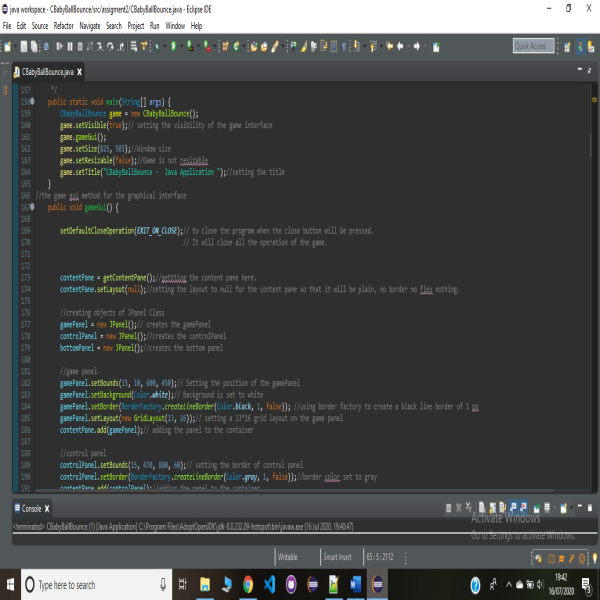 java workspace - CBabyBallBounce/src/assigment2/CBabyBallBounce.java - Eclipse IDE
File Edit Source Refactor Navigate Search Project Run Window Help
Quick Access
CBabyBallBounce.java
157 */
158 public static void main(String[] args) {
159 CBabyBallBounce game = new CBabyBallBounce();
160 game.setVisible(true);// setting the visibility of the game interface
161 game.gameGui();
162 game.setSize(825, 585);//Window size
163 game.setResizable(false);//Game is not resizable
164 game.setTitle("CBabyBallBounce - Java Application ");//setting the title
165 }
166 //the game gui method for the graphical interface
167 public void gameGui() {
168
169 setDefaultCloseOperation(EXIT_ON_CLOSE);// to close the program when the close button will be pressed.
170 // It will close all the operation of the game.
171
172
173 contentPane = getContentPane();//getting the content pane here.
174 contentPane.setLayout(null);//setting the layout to null for the content pane so that it will be plain, no border no flex nothing.
175
176 //creating objects of JPanel Class
177 gamePanel = new JPanel();// creates the gamePanel
178 controlPanel = new JPanel();//creates the controlPanel
179 bottomPanel = new JPanel();//creates the bottom panel
180
181 //game panel
182 gamePanel.setBounds(15, 10, 600, 450);// Setting the position of the gamePanel
183 gamePanel.setBackground(Color.white);// Background is set to white
184 gamePanel.setBorder(BorderFactory.createLineBorder(Color.black, 1, false)); //using border factory to create a black line border of 1 px
185 gamePanel.setLayout(new GridLayout(13, 16));// setting a 13*16 grid layout on the game panel
186 contentPane.add(gamePanel);// adding the panel to the container
187
188 //control panel
189 controlPanel.setBounds(15, 470, 800, 60);// setting the border of control panel
190 controlPanel.setBorder(BorderFactory.createLineBorder(Color.gray, 1, false));//border color set to gray
191 contentPane.add(controlPanel);//adding the panel to the container
Console
<terminated> CBabyBallBounce (1) [Java Application] C:\Program Files\AdoptOpenJDK\jdk-8.0.232.09-hotspot\bin\javaw.exe (16 Jul 2020, 19:40:47)
Activate Windows
Go to Settings to activate Windows.
Writable Smart Insert 65 : 5 : 2112
Type here to search
19:42
16/07/2020